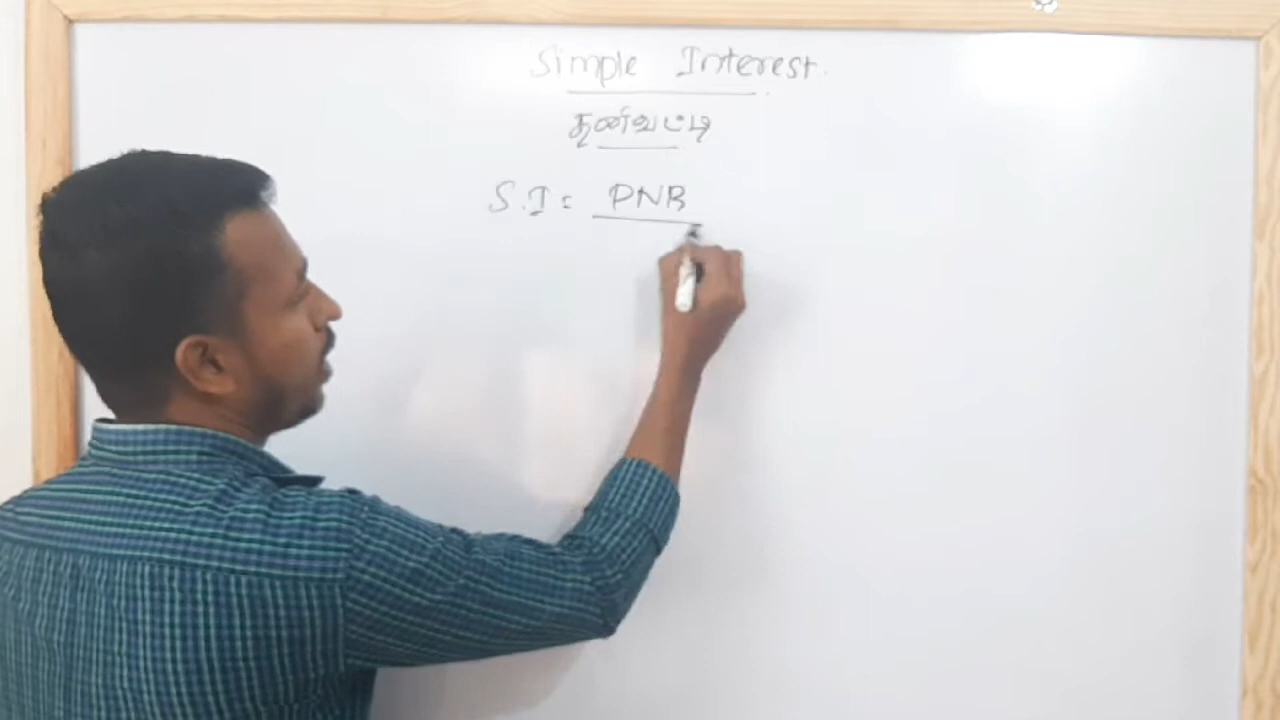 Simple Interest.
தனிவட்டி
S.I = PNR